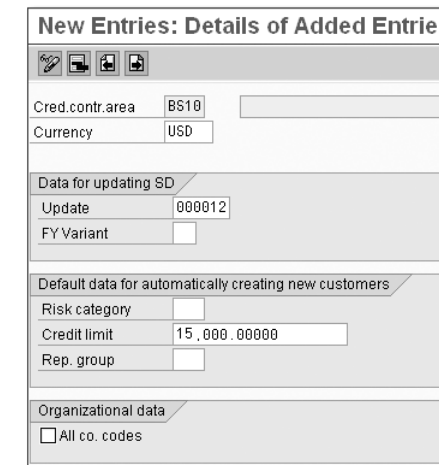 New Entries: Details of Added Entrie
Cred.contr.area BS10
Currency USD
Data for updating SD
Update 000012
FY Variant
Default data for automatically creating new customers
Risk category
Credit limit 15,000.00000
Rep. group
Organizational data
All co. codes